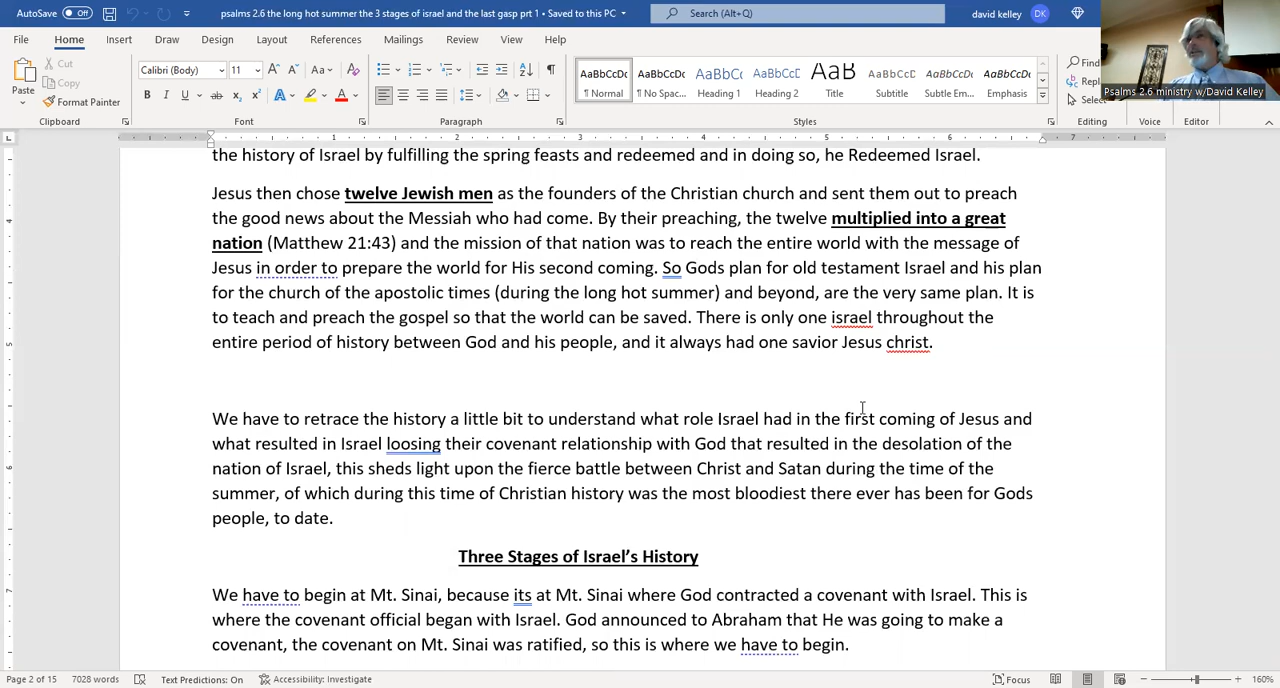 AutoSave Off psalms 2.6 the long hot summer the 3 stages of israel and the last gasp prt 1 • Saved to this PC Search (Alt+Q) david kelley DK
File Home Insert Draw Design Layout References Mailings Review View Help
Paste Cut Copy Format Painter
Calibri (Body) 11
AaBbCcDc AaBbCcDc AaBbCc AaBbCcD AaB AaBbCcD AaBbCcDc AaBbCcDc
¶ Normal ¶ No Spac... Heading 1 Heading 2 Title Subtitle Subtle Em... Emphasis
Find
Repl
Select
Psalms 2.6 ministry w/David Kelley
Clipboard Font Paragraph Styles Editing Voice Editor
1 2 3 4 5 6 7
the history of Israel by fulfilling the spring feasts and redeemed and in doing so, he Redeemed Israel.
Jesus then chose twelve Jewish men as the founders of the Christian church and sent them out to preach
the good news about the Messiah who had come. By their preaching, the twelve multiplied into a great
nation (Matthew 21:43) and the mission of that nation was to reach the entire world with the message of
Jesus in order to prepare the world for His second coming. So Gods plan for old testament Israel and his plan
for the church of the apostolic times (during the long hot summer) and beyond, are the very same plan. It is
to teach and preach the gospel so that the world can be saved. There is only one israel throughout the
entire period of history between God and his people, and it always had one savior Jesus christ.
We have to retrace the history a little bit to understand what role Israel had in the first coming of Jesus and
what resulted in Israel loosing their covenant relationship with God that resulted in the desolation of the
nation of Israel, this sheds light upon the fierce battle between Christ and Satan during the time of the
summer, of which during this time of Christian history was the most bloodiest there ever has been for Gods
people, to date.
Three Stages of Israel's History
We have to begin at Mt. Sinai, because its at Mt. Sinai where God contracted a covenant with Israel. This is
where the covenant official began with Israel. God announced to Abraham that He was going to make a
covenant, the covenant on Mt. Sinai was ratified, so this is where we have to begin.
Page 2 of 15 7028 words Text Predictions: On Accessibility: Investigate Focus 160%